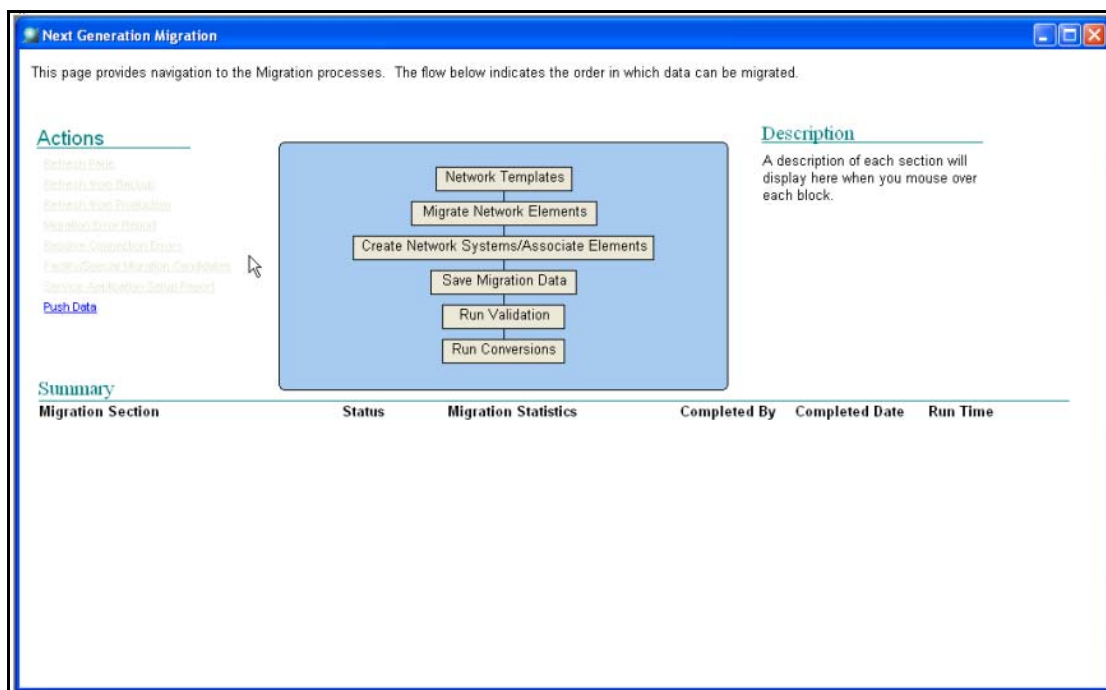 Next Generation Migration
This page provides navigation to the Migration processes. The flow below indicates the order in which data can be migrated.
Actions
Refresh Page
Refresh from Backup
Refresh from Production
Migration Error Report
Resolve Connection Errors
Facility/Special Migration Candidates
Service Application Setup Report
Push Data
Network Templates
Migrate Network Elements
Create Network Systems/Associate Elements
Save Migration Data
Run Validation
Run Conversions
Description
A description of each section will
display here when you mouse over
each block.
Summary
Migration Section Status Migration Statistics Completed By Completed Date Run Time